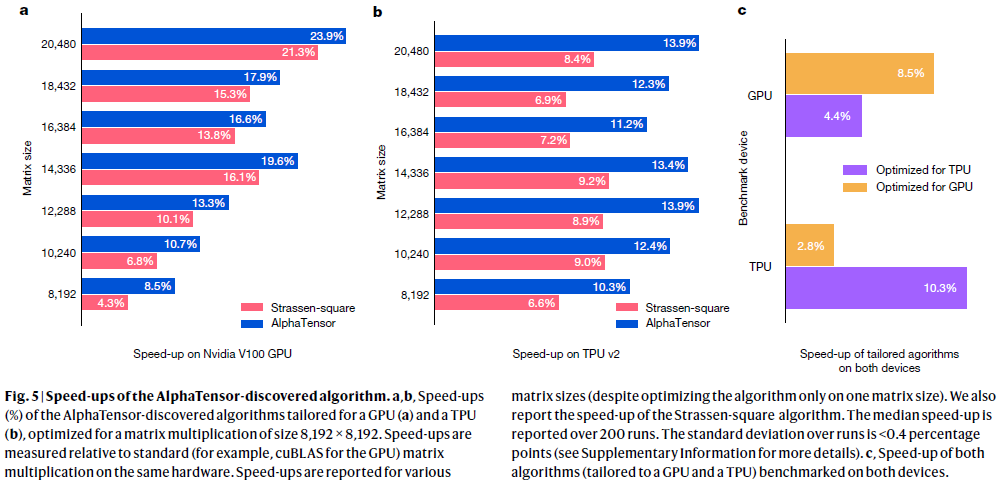 a
20,480
23.9%
21.3%
18,432
17.9%
15.3%
16,384
16.6%
13.8%
14,336
19.6%
16.1%
12,288
13.3%
10.1%
10,240
10.7%
6.8%
8,192
8.5%
4.3%
Matrix size
Strassen-square
AlphaTensor
Speed-up on Nvidia V100 GPU
b
20,480
13.9%
8.4%
18,432
12.3%
6.9%
16,384
11.2%
7.2%
14,336
13.4%
9.2%
12,288
13.9%
8.9%
10,240
12.4%
9.0%
8,192
10.3%
6.6%
Matrix size
Strassen-square
AlphaTensor
Speed-up on TPU v2
c
GPU
8.5%
4.4%
Optimized for TPU
Optimized for GPU
TPU
2.8%
10.3%
Benchmark device
Speed-up of tailored agorithms
on both devices
Fig. 5 | Speed-ups of the AlphaTensor-discovered algorithm. a,b, Speed-ups
(%) of the AlphaTensor-discovered algorithms tailored for a GPU (a) and a TPU
(b), optimized for a matrix multiplication of size 8,192 × 8,192. Speed-ups are
measured relative to standard (for example, cuBLAS for the GPU) matrix
multiplication on the same hardware. Speed-ups are reported for various
matrix sizes (despite optimizing the algorithm only on one matrix size). We also
report the speed-up of the Strassen-square algorithm. The median speed-up is
reported over 200 runs. The standard deviation over runs is <0.4 percentage
points (see Supplementary Information for more details). c, Speed-up of both
algorithms (tailored to a GPU and a TPU) benchmarked on both devices.